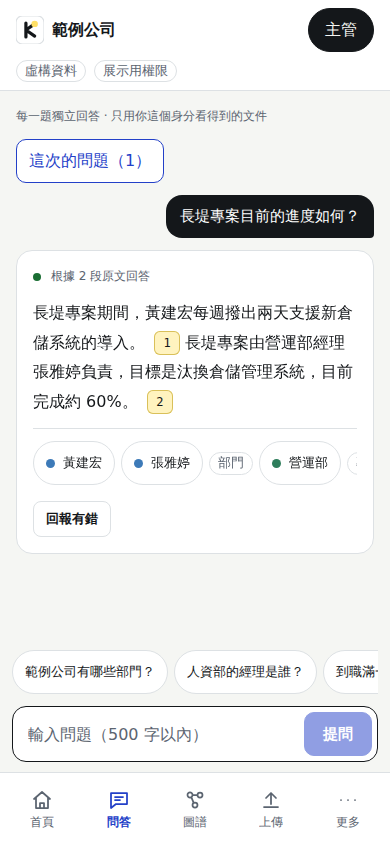 範例公司
主管
虛構資料
展示用權限
每一題獨立回答 · 只用你這個身分看得到的文件
這次的問題（1）
長堤專案目前的進度如何？
根據 2 段原文回答
長堤專案期間，黃建宏每週撥出兩天支援新倉
儲系統的導入。 1 長堤專案由營運部經理
張雅婷負責，目標是汰換倉儲管理系統，目前
完成約 60%。 2
黃建宏
張雅婷
部門
營運部
回報有錯
範例公司有哪些部門？
人資部的經理是誰？
到職滿
輸入問題（500 字以內）
提問
首頁
問答
圖譜
上傳
更多